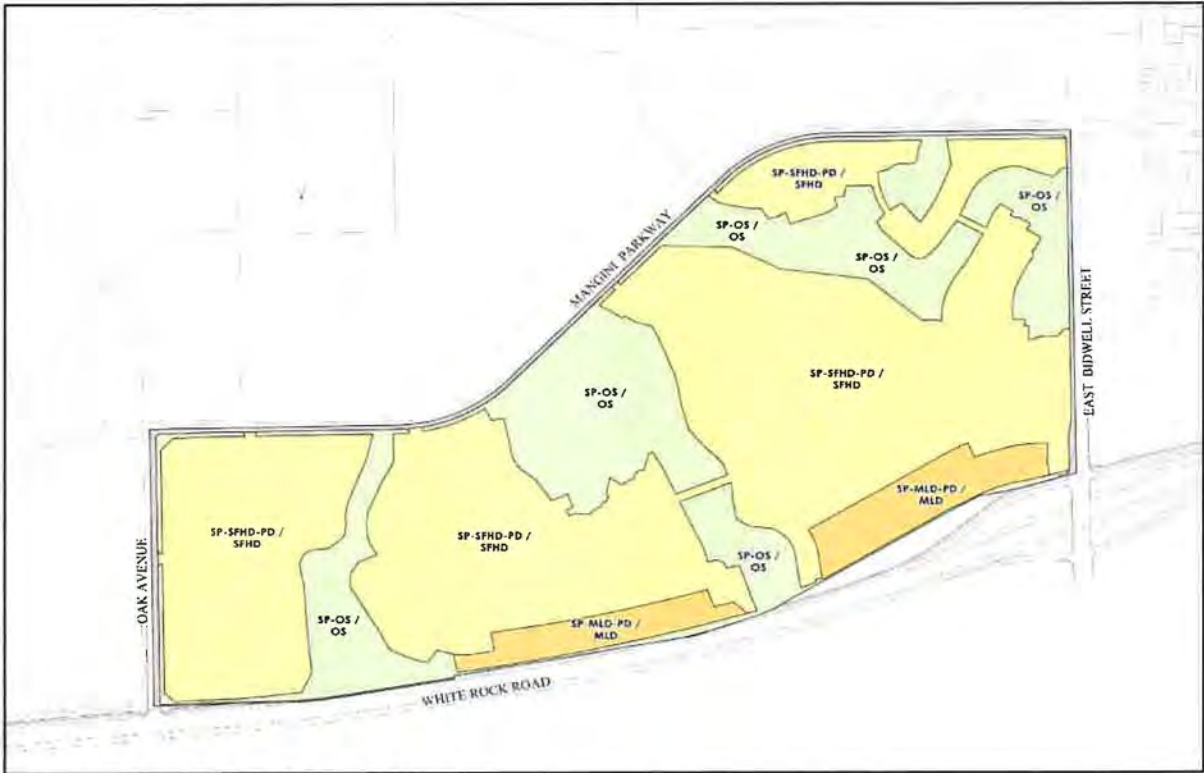 SP-SFHD-PD /
SFHD
SP-OS /
OS
SP-OS /
OS
SP-OS /
OS
MANGINI PARKWAY
EAST BIDWELL STREET
SP-SFHD-PD /
SFHD
SP-OS /
OS
SP-MLD-PD /
MLD
SP-SFHD-PD /
SFHD
SP-SFHD-PD /
SFHD
SP-OS /
OS
OAK AVENUE
SP-OS /
OS
SP-MLD-PD /
MLD
WHITE ROCK ROAD